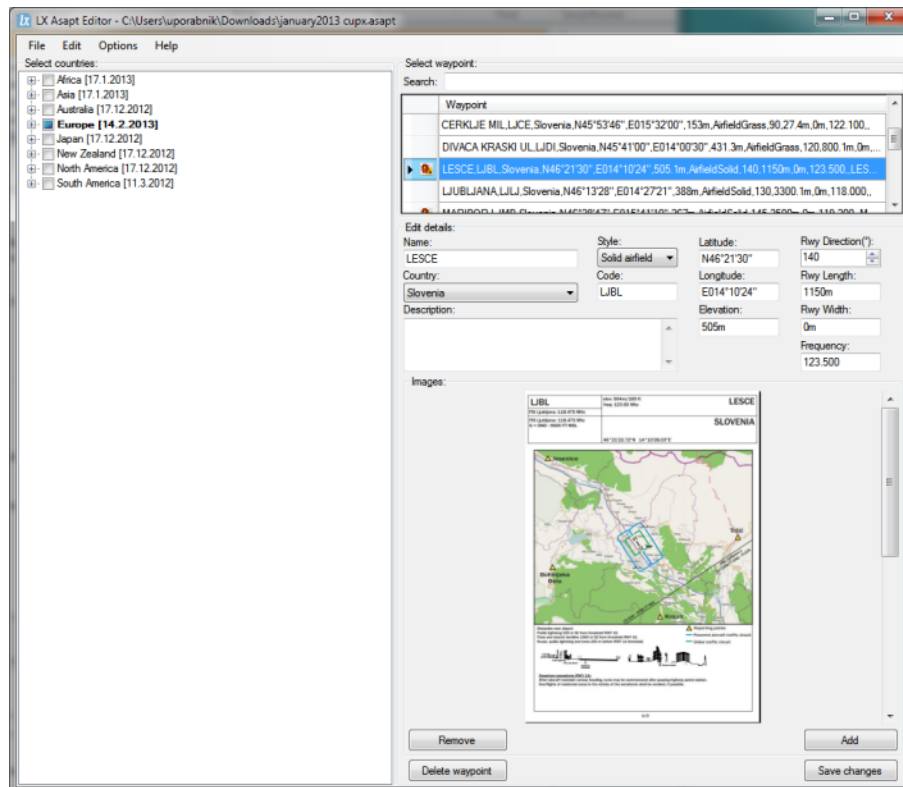 LX Asapt Editor - C:\Users\uporabnik\Downloads\january2013 cupx.asapt
File Edit Options Help
Select countries:
Africa [17.1.2013]
Asia [17.1.2013]
Australia [17.12.2012]
Europe [14.2.2013]
Japan [17.12.2012]
New Zealand [17.12.2012]
North America [17.12.2012]
South America [11.3.2012]
Select waypoint:
Search:
Waypoint
CERKLJE MIL,LJCE,Slovenia,N45°53'46",E015°32'00",153m,AirfieldGrass,90,27.4m,0m,122.100,,
DIVACA KRASKI UL,LJDI,Slovenia,N45°41'00",E014°00'30",431.3m,AirfieldGrass,120,800.1m,0m,...
LESCE,LJBL,Slovenia,N46°21'30",E014°10'24",505.1m,AirfieldSolid,140,1150m,0m,123.500,,LES...
LJUBLJANA,LJLJ,Slovenia,N46°13'28",E014°27'21",388m,AirfieldSolid,130,3300.1m,0m,118.000,,
Edit details:
Name: Style: Latitude: Rwy Direction(°):
LESCE Solid airfield N46°21'30" 140
Country: Code: Longitude: Rwy Length:
Slovenia LJBL E014°10'24" 1150m
Description: Elevation: Rwy Width:
505m 0m
Frequency:
123.500
Images:
LJBL LESCE
SLOVENIA
Remove Add
Delete waypoint Save changes